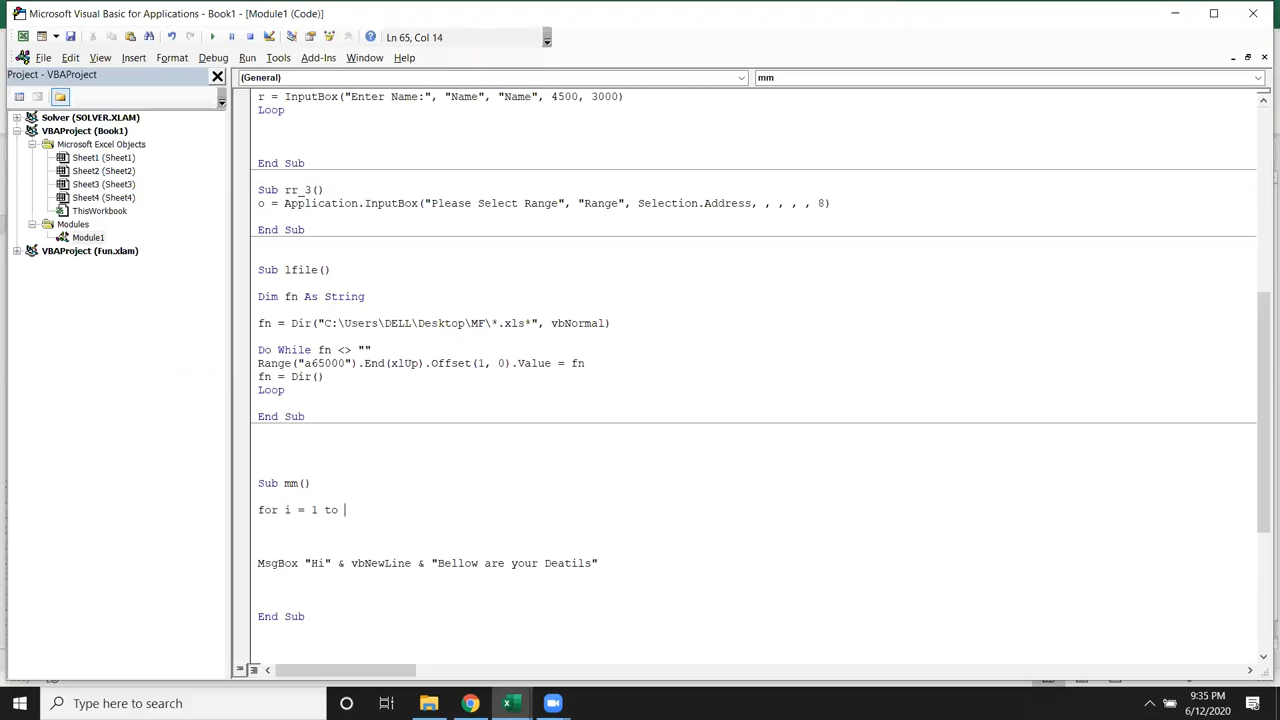 Microsoft Visual Basic for Applications - Book1 - [Module1 (Code)]
Ln 65, Col 14
File Edit View Insert Format Debug Run Tools Add-Ins Window Help
Project - VBAProject
(General)
mm
Solver (SOLVER.XLAM)
VBAProject (Book1)
Microsoft Excel Objects
Sheet1 (Sheet1)
Sheet2 (Sheet2)
Sheet3 (Sheet3)
Sheet4 (Sheet4)
ThisWorkbook
Modules
Module1
VBAProject (Fun.xlam)
r = InputBox("Enter Name:", "Name", "Name", 4500, 3000)
Loop
End Sub
Sub rr_3()
o = Application.InputBox("Please Select Range", "Range", Selection.Address, , , , , 8)
End Sub
Sub lfile()
Dim fn As String
fn = Dir("C:\Users\DELL\Desktop\MF\*.xls*", vbNormal)
Do While fn <> ""
Range("a65000").End(xlUp).Offset(1, 0).Value = fn
fn = Dir()
Loop
End Sub
Sub mm()
for i = 1 to
MsgBox "Hi" & vbNewLine & "Bellow are your Deatils"
End Sub
Type here to search
9:35 PM
6/12/2020